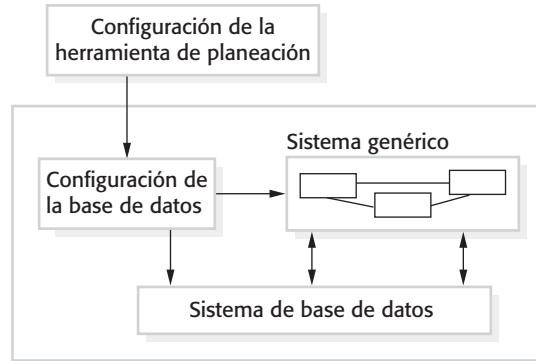 Configuración de la
herramienta de planeación
Sistema genérico
Configuración de
la base de datos
Sistema de base de datos